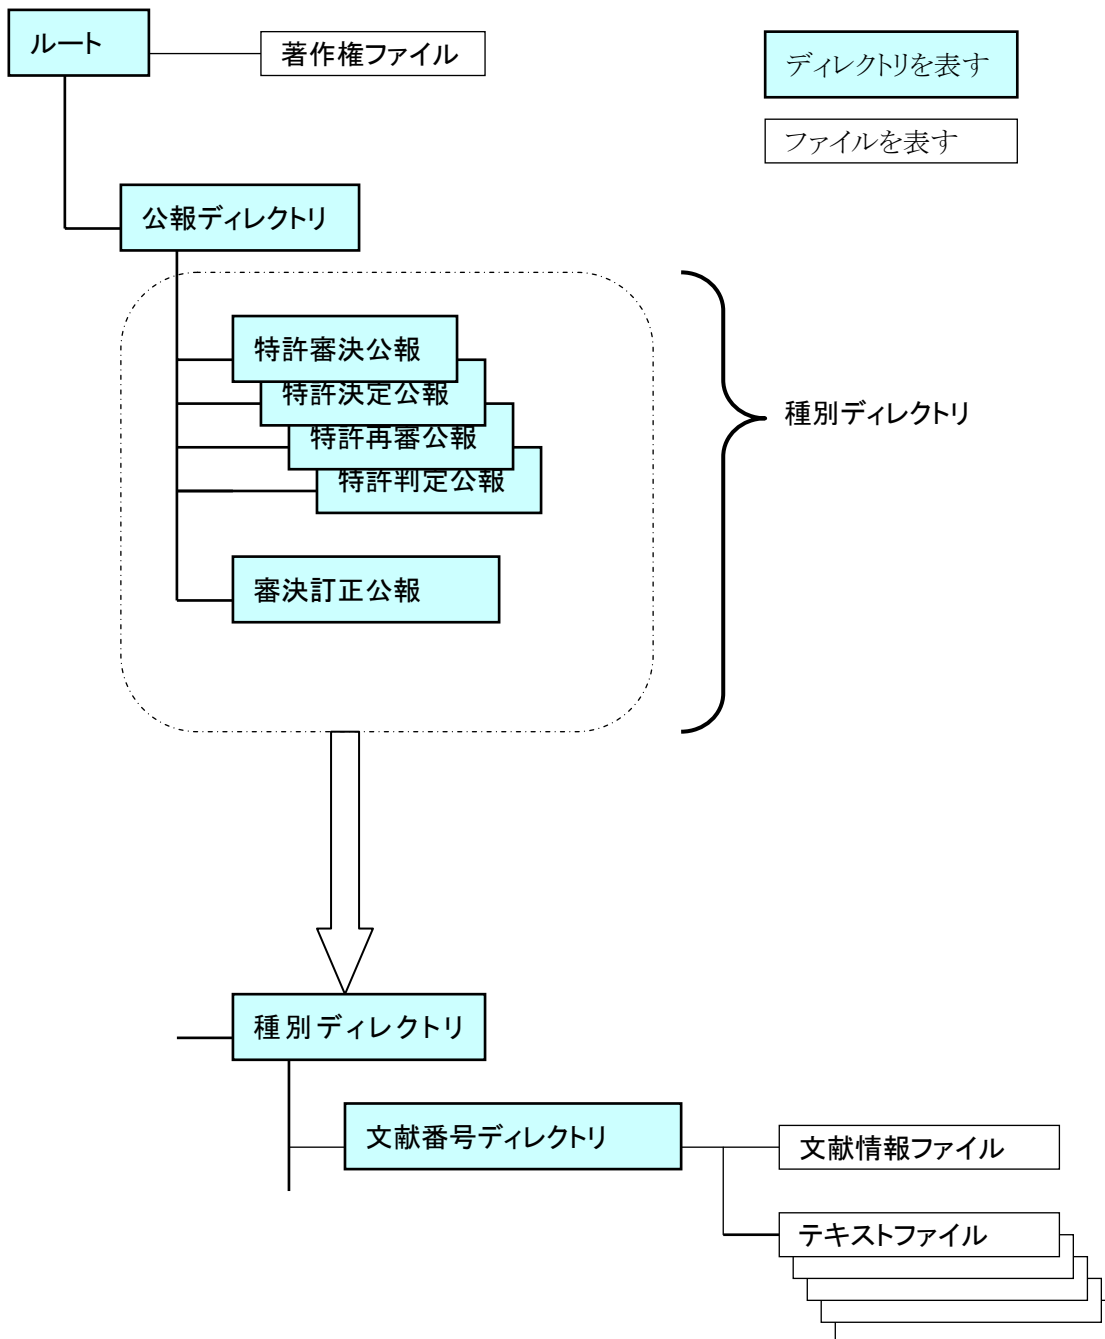 ルート
著作権ファイル
ディレクトリを表す
ファイルを表す
公報ディレクトリ
特許審決公報
特許決定公報
特許再審公報
特許判定公報
種別ディレクトリ
審決訂正公報
種別ディレクトリ
文献番号ディレクトリ
文献情報ファイル
テキストファイル